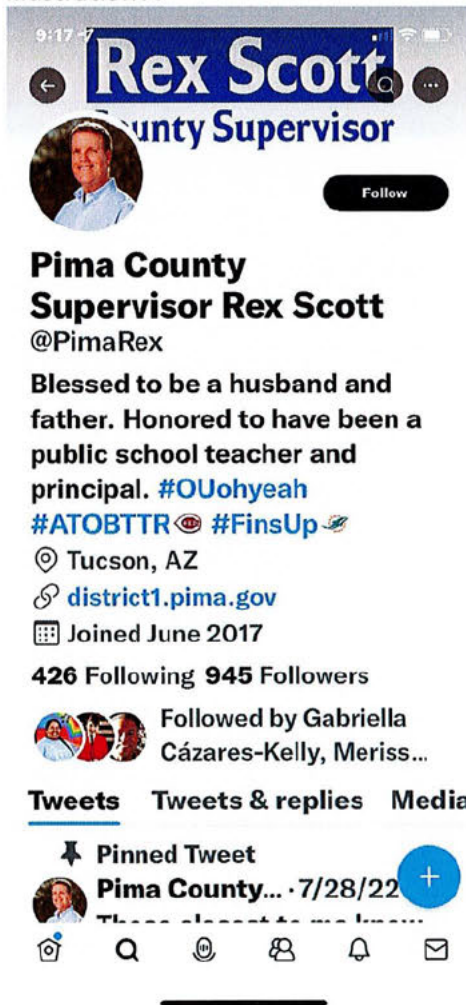 9:17
Rex Scott
County Supervisor
Follow
Pima County
Supervisor Rex Scott
@PimaRex
Blessed to be a husband and
father. Honored to have been a
public school teacher and
principal. #OUohyeah
#ATOBTTR #FinsUp
Tucson, AZ
district1.pima.gov
Joined June 2017
426 Following 945 Followers
Followed by Gabriella
Cázares-Kelly, Meriss...
Tweets Tweets & replies Media
Pinned Tweet
Pima County... · 7/28/22